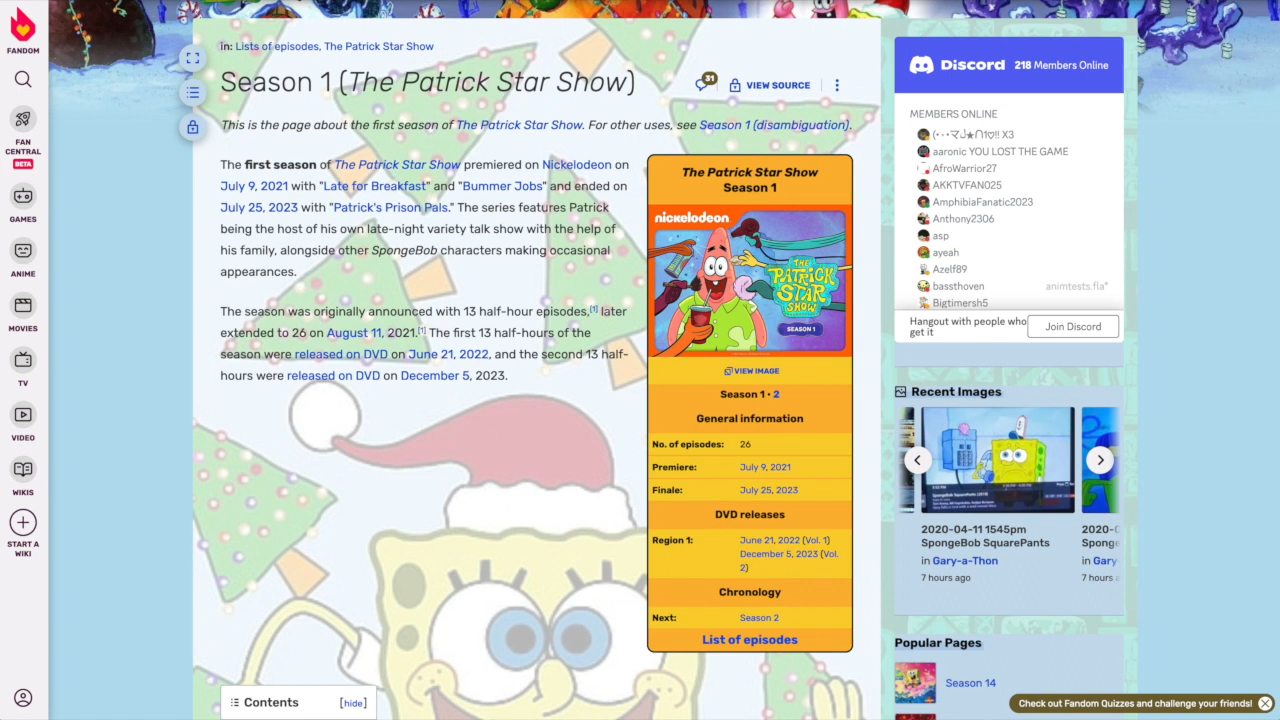 FANDOM
FAN
CENTRAL
BETA
GAMES
ANIME
MOVIES
TV
VIDEO
WIKIS
START A
WIKI
in: Lists of episodes, The Patrick Star Show
Season 1 (The Patrick Star Show)
31
VIEW SOURCE
This is the page about the first season of The Patrick Star Show. For other uses, see Season 1 (disambiguation).
The first season of The Patrick Star Show premiered on Nickelodeon on
July 9, 2021 with "Late for Breakfast" and "Bummer Jobs" and ended on
July 25, 2023 with "Patrick's Prison Pals." The series features Patrick
being the host of his own late-night variety talk show with the help of
his family, alongside other SpongeBob characters making occasional
appearances.
The season was originally announced with 13 half-hour episodes,[1] later
extended to 26 on August 11, 2021.[1] The first 13 half-hours of the
season were released on DVD on June 21, 2022, and the second 13 half-
hours were released on DVD on December 5, 2023.
The Patrick Star Show
Season 1
nickelodeon
THE
PATRICK
STAR
SHOW
SEASON 1
VIEW IMAGE
Season 1 • 2
General information
No. of episodes: 26
Premiere: July 9, 2021
Finale: July 25, 2023
DVD releases
Region 1: June 21, 2022 (Vol. 1)
December 5, 2023 (Vol.
2)
Chronology
Next: Season 2
List of episodes
Contents [hide]
Discord 218 Members Online
MEMBERS ONLINE
aaronic YOU LOST THE GAME
AfroWarrior27
AKKTVFAN025
AmphibiaFanatic2023
Anthony2306
asp
ayeah
Azelf89
bassthoven animtests.fla*
Bigtimersh5
Hangout with people who
get it
Join Discord
Recent Images
2020-04-11 1545pm
SpongeBob SquarePants
in Gary-a-Thon
7 hours ago
2020-0
Sponge
in Gary
7 hours a
Popular Pages
Season 14
Check out Fandom Quizzes and challenge your friends!